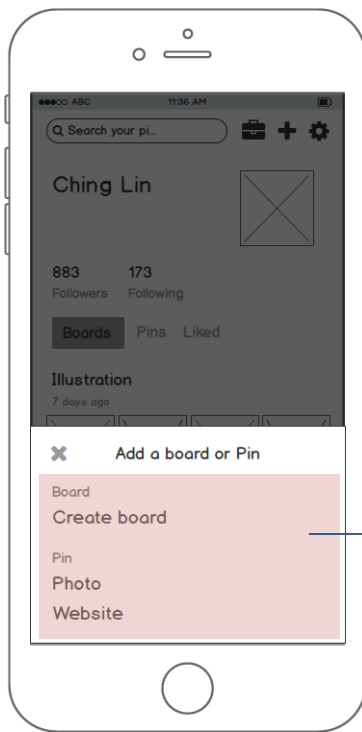 ABC 11:36 AM
Search your pi...
Ching Lin
883 173
Followers Following
Boards Pins Liked
Illustration
7 days ago
Add a board or Pin
Board
Create board
Pin
Photo
Website